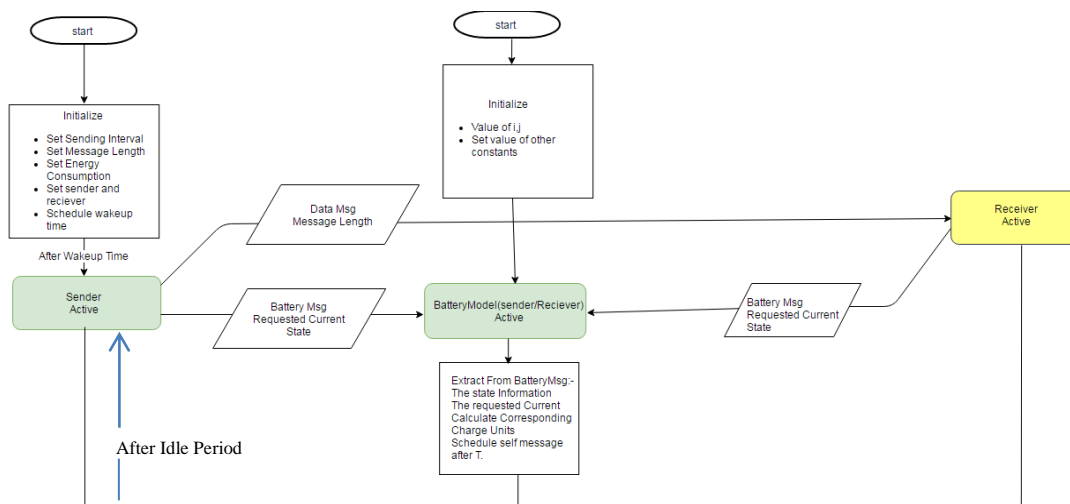 start
start
Initialize
Set Sending Interval
Set Message Length
Set Energy
Consumption
Set sender and
reciever
Schedule wakeup
time
Initialize
Value of i,j
Set value of other
constants
Data Msg
Message Length
Receiver
Active
After Wakeup Time
Sender
Active
Battery Msg
Requested Current
State
BatteryModel(sender/Reciever)
Active
Battery Msg
Requested Current
State
Extract From BatteryMsg:-
The state Information
The requested Current
Calculate Corresponding
Charge Units
Schedule self message
after T.
After Idle Period